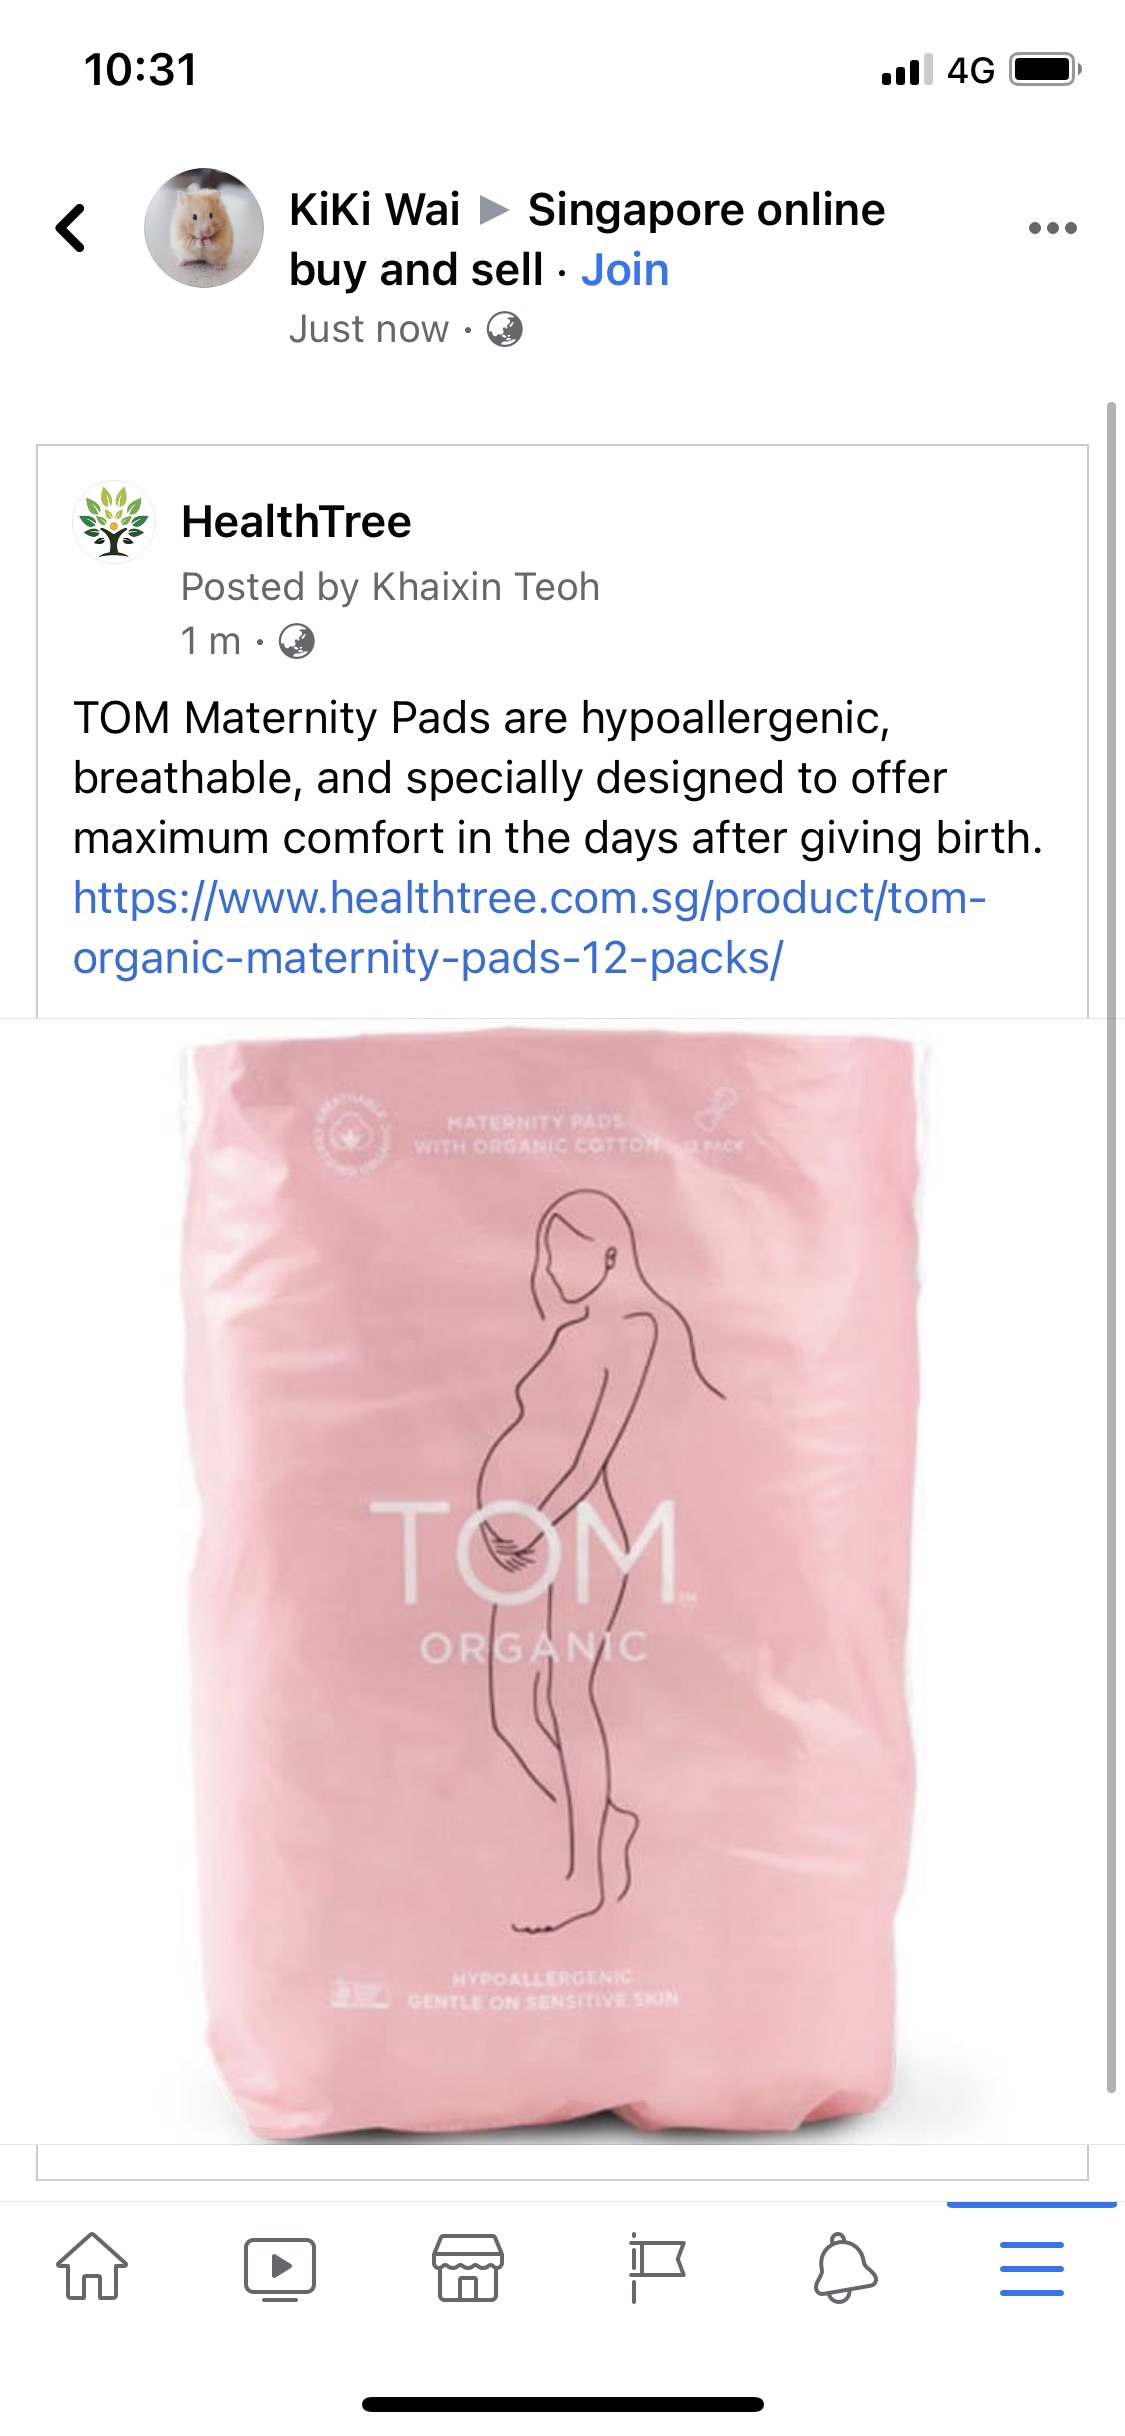 10:31
4G
KiKi Wai ▶ Singapore online
buy and sell · Join
Just now ·
HealthTree
Posted by Khaixin Teoh
1 m ·
TOM Maternity Pads are hypoallergenic,
breathable, and specially designed to offer
maximum comfort in the days after giving birth.
https://www.healthtree.com.sg/product/tom-
organic-maternity-pads-12-packs/
MATERNITY PADS
WITH ORGANIC COTTON
PACK
TOM
ORGANIC
HYPOALLERGENIC
GENTLE ON SENSITIVE SKIN